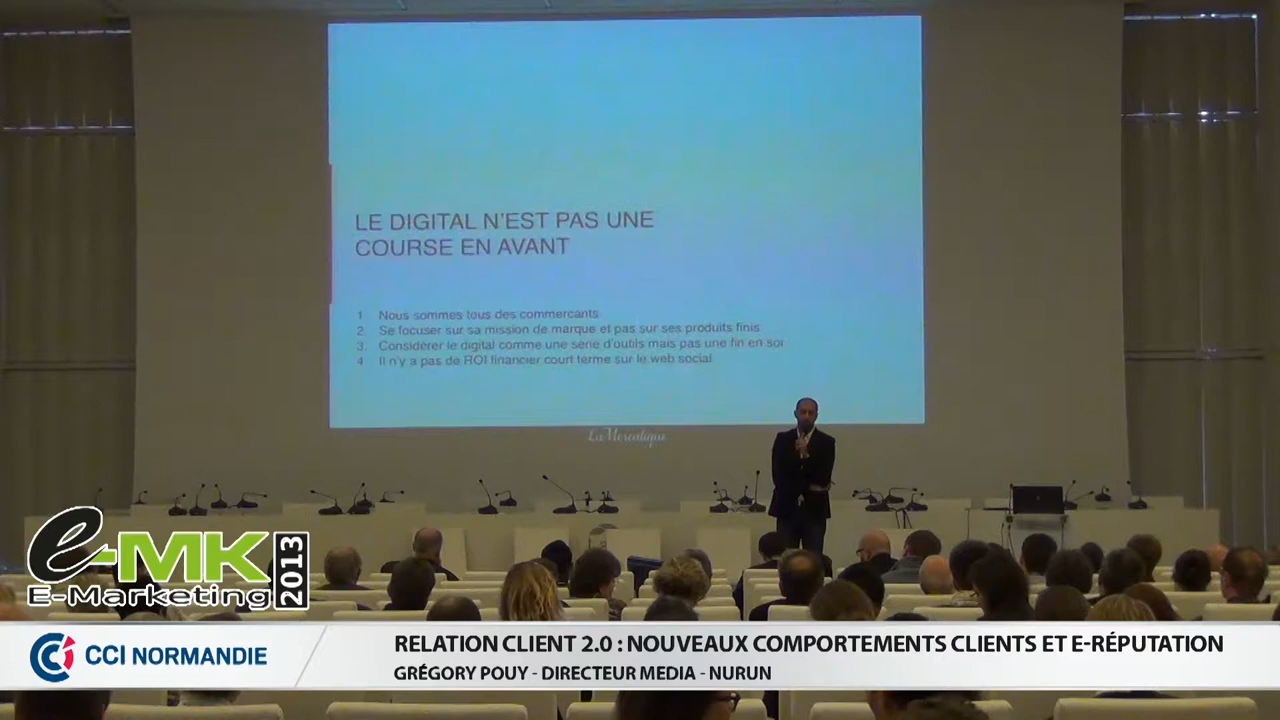 LE DIGITAL N'EST PAS UNE
COURSE EN AVANT
1. Nous sommes tous des commercants
2. Se focuser sur sa mission de marque et pas sur ses produits finis
3. Considérer le digital comme une série d'outils mais pas une fin en soi
4 Il n'y a pas de ROI financier court terme sur le web social
e-MK
E-Marketing
2013
CCI NORMANDIE
RELATION CLIENT 2.0 : NOUVEAUX COMPORTEMENTS CLIENTS ET E-RÉPUTATION
GRÉGORY POUY - DIRECTEUR MEDIA - NURUN